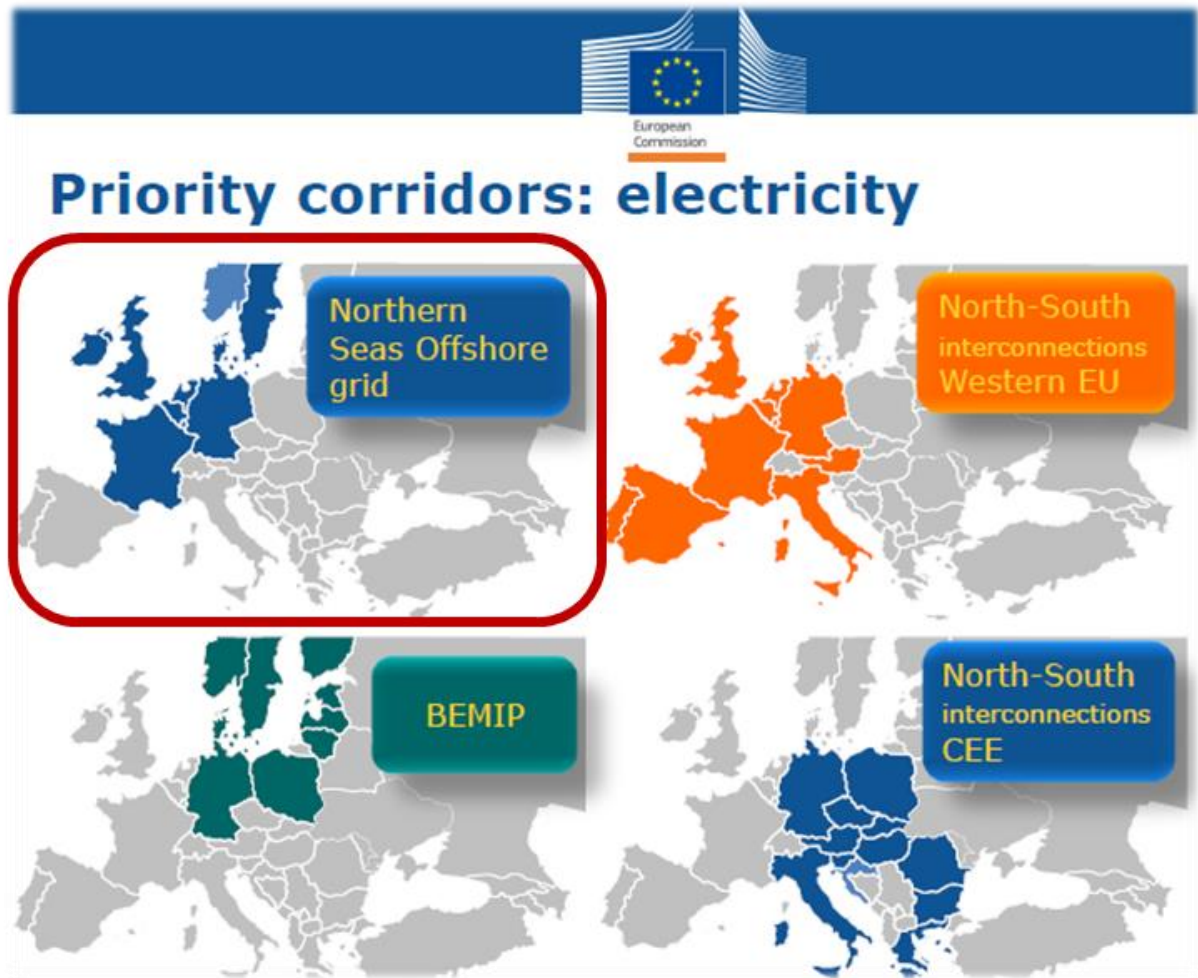 European
Commission
Priority corridors: electricity
Northern
Seas Offshore
grid
North-South
interconnections
Western EU
BEMIP
North-South
interconnections
CEE